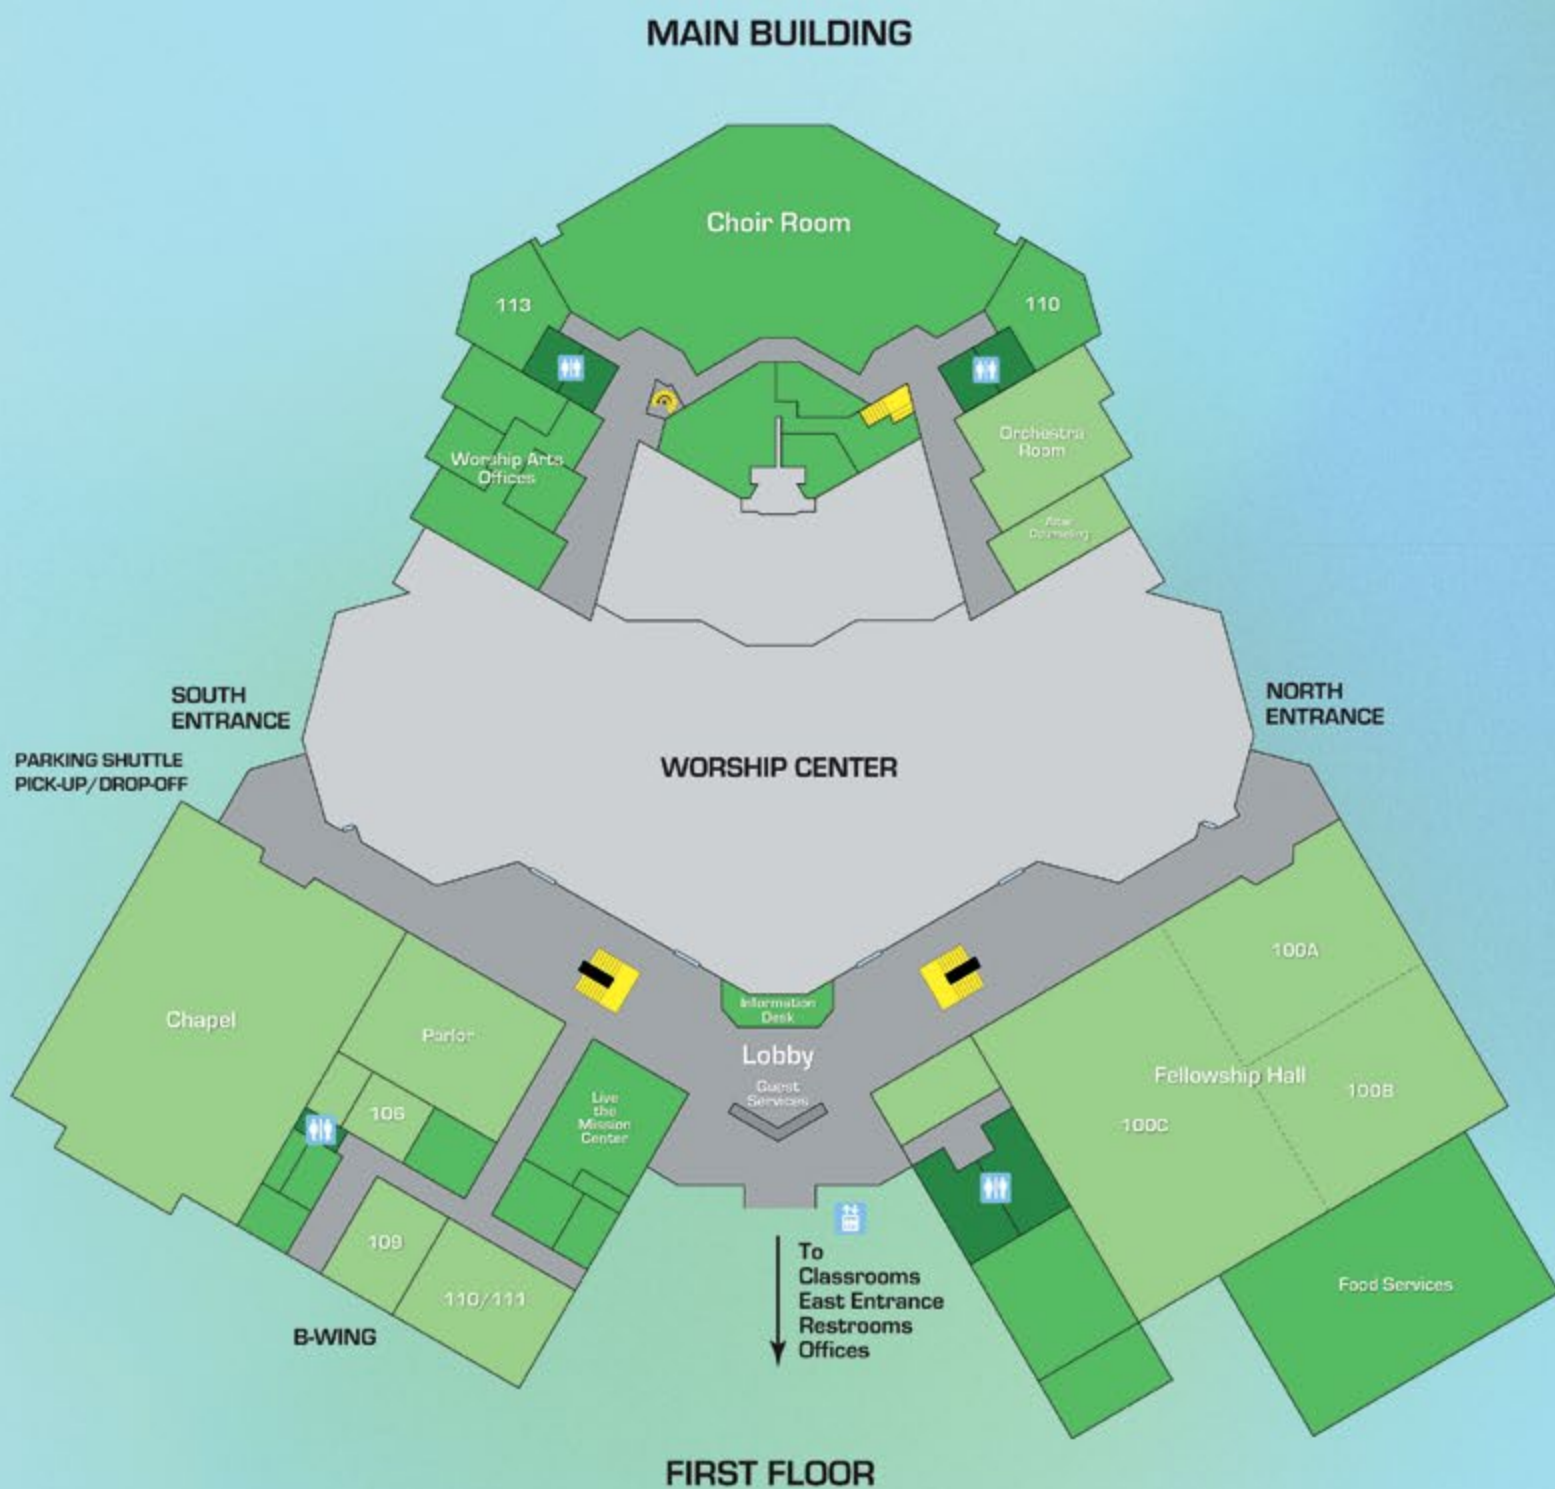 MAIN BUILDING
Choir Room
113
110
Orchestra
Room
Worship Arts
Offices
Altar
Counseling
SOUTH
ENTRANCE
NORTH
ENTRANCE
PARKING SHUTTLE
PICK-UP/DROP-OFF
WORSHIP CENTER
100A
Information
Desk
Chapel
Parlor
Lobby
Fellowship Hall
Guest
Services
100B
Live
the
Mission
Center
106
100C
109
110/111
To
Classrooms
East Entrance
Restrooms
Offices
Food Services
B-WING
FIRST FLOOR